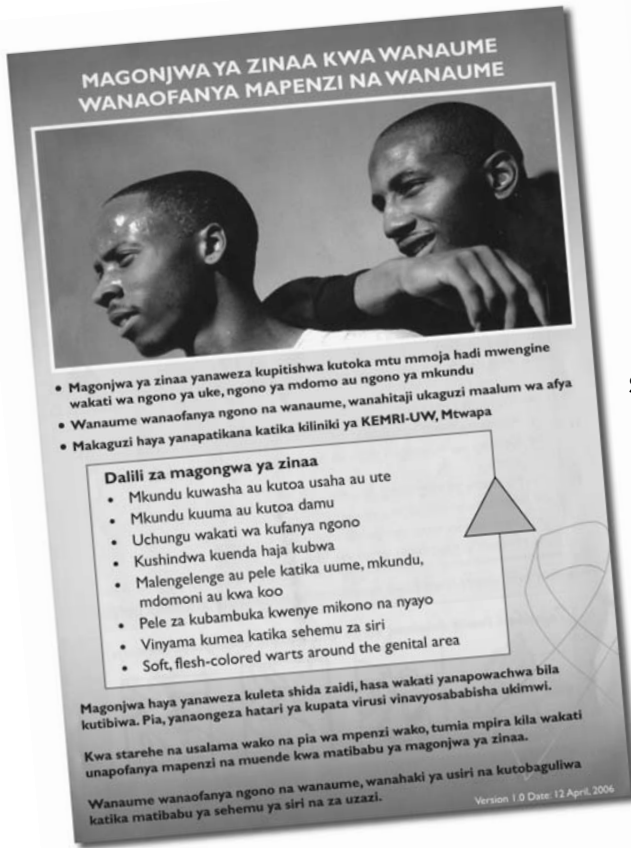 MAGONJWA YA ZINAA KWA WANAUME
WANAOFANYA MAPENZI NA WANAUME
• Magonjwa ya zinaa yanaweza kupitishwa kutoka mtu mmoja hadi mwengine
wakati wa ngono ya uke, ngono ya mdomo au ngono ya mkundu
• Wanaume wanaofanya ngono na wanaume, wanahitaji ukaguzi maalum wa afya
• Makaguzi haya yanapatikana katika kiliniki ya KEMRI-UW, Mtwapa
Dalili za magongwa ya zinaa
• Mkundu kuwasha au kutoa usaha au ute
• Mkundu kuuma au kutoa damu
• Uchungu wakati wa kufanya ngono
• Kushindwa kuenda haja kubwa
• Malengelenge au pele katika uume, mkundu,
mdomoni au kwa koo
• Pele za kubambuka kwenye mikono na nyayo
• Vinyama kumea katika sehemu za siri
• Soft, flesh-colored warts around the genital area
Magonjwa haya yanaweza kuleta shida zaidi, hasa wakati yanapowachwa bila
kutibiwa. Pia, yanaongeza hatari ya kupata virusi vinavyosababisha ukimwi.
Kwa starehe na usalama wako na pia wa mpenzi wako, tumia mpira kila wakati
unapofanya mapenzi na muende kwa matibabu ya magonjwa ya zinaa.
Wanaume wanaofanya ngono na wanaume, wanahaki ya usiri na kutobaguliwa
katika matibabu ya sehemu ya siri na za uzazi.
Version 1.0 Date: 12 April, 2006